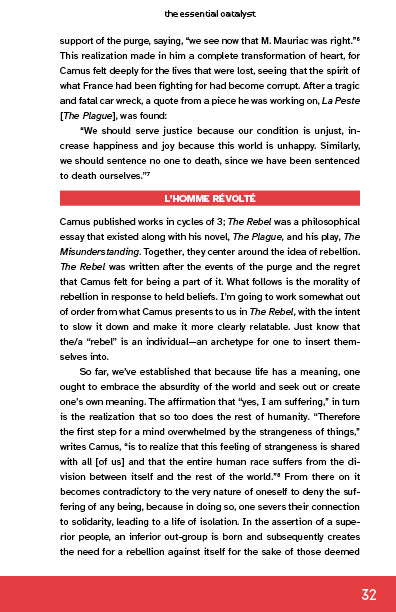 the essential catalyst
support of the purge, saying, “we see now that M. Mauriac was right.”⁶
This realization made in him a complete transformation of heart, for
Camus felt deeply for the lives that were lost, seeing that the spirit of
what France had been fighting for had become corrupt. After a tragic
and fatal car wreck, a quote from a piece he was working on, La Peste
[The Plague], was found:
“We should serve justice because our condition is unjust, in-
crease happiness and joy because this world is unhappy. Similarly,
we should sentence no one to death, since we have been sentenced
to death ourselves.”⁷
L’HOMME RÉVOLTÉ
Camus published works in cycles of 3; The Rebel was a philosophical
essay that existed along with his novel, The Plague, and his play, The
Misunderstanding. Together, they center around the idea of rebellion.
The Rebel was written after the events of the purge and the regret
that Camus felt for being a part of it. What follows is the morality of
rebellion in response to held beliefs. I’m going to work somewhat out
of order from what Camus presents to us in The Rebel, with the intent
to slow it down and make it more clearly relatable. Just know that
the/a “rebel” is an individual—an archetype for one to insert them-
selves into.
So far, we’ve established that because life has a meaning, one
ought to embrace the absurdity of the world and seek out or create
one’s own meaning. The affirmation that “yes, I am suffering,” in turn
is the realization that so too does the rest of humanity. “Therefore
the first step for a mind overwhelmed by the strangeness of things,”
writes Camus, “is to realize that this feeling of strangeness is shared
with all [of us] and that the entire human race suffers from the di-
vision between itself and the rest of the world.”⁸ From there on it
becomes contradictory to the very nature of oneself to deny the suf-
fering of any being, because in doing so, one severs their connection
to solidarity, leading to a life of isolation. In the assertion of a supe-
rior people, an inferior out-group is born and subsequently creates
the need for a rebellion against itself for the sake of those deemed
32